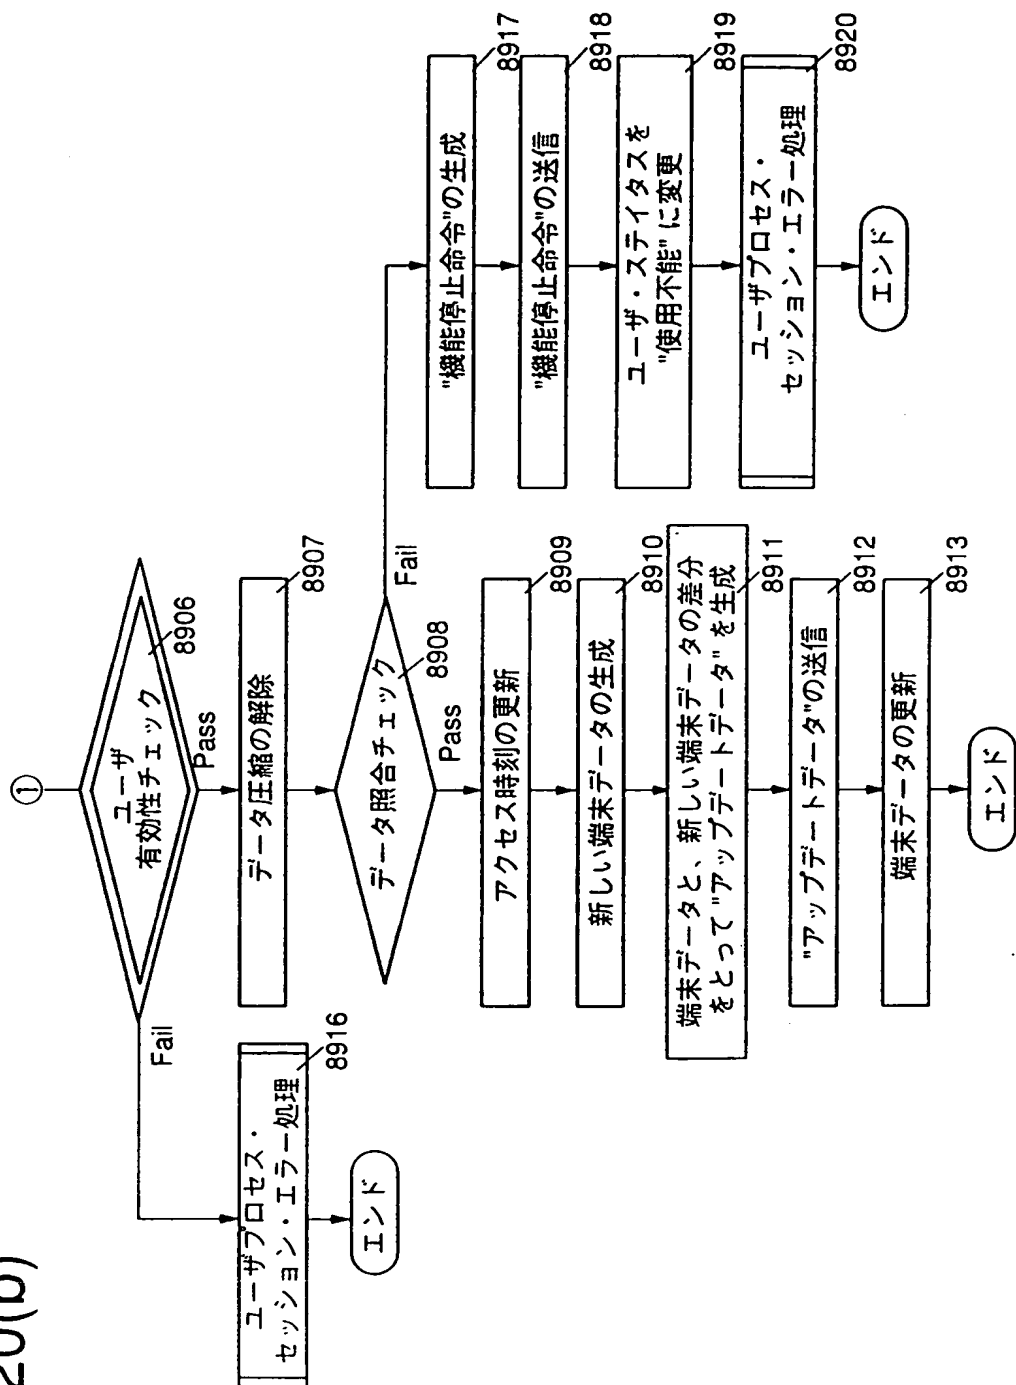 20(b)
①
ユーザ
有効性チェック
8906
Fail
Pass
ユーザプロセス・
セッション・エラー処理
8916
エンド
データ圧縮の解除
8907
データ照合チェック
8908
Fail
Pass
アクセス時刻の更新
8909
新しい端末データの生成
8910
端末データと、新しい端末データの差分
をとって"アップデートデータ"を生成
8911
"アップデートデータ"の送信
8912
端末データの更新
8913
エンド
"機能停止命令"の生成
8917
"機能停止命令"の送信
8918
ユーザ・ステイタスを
"使用不能"に変更
8919
ユーザプロセス・
セッション・エラー処理
8920
エンド